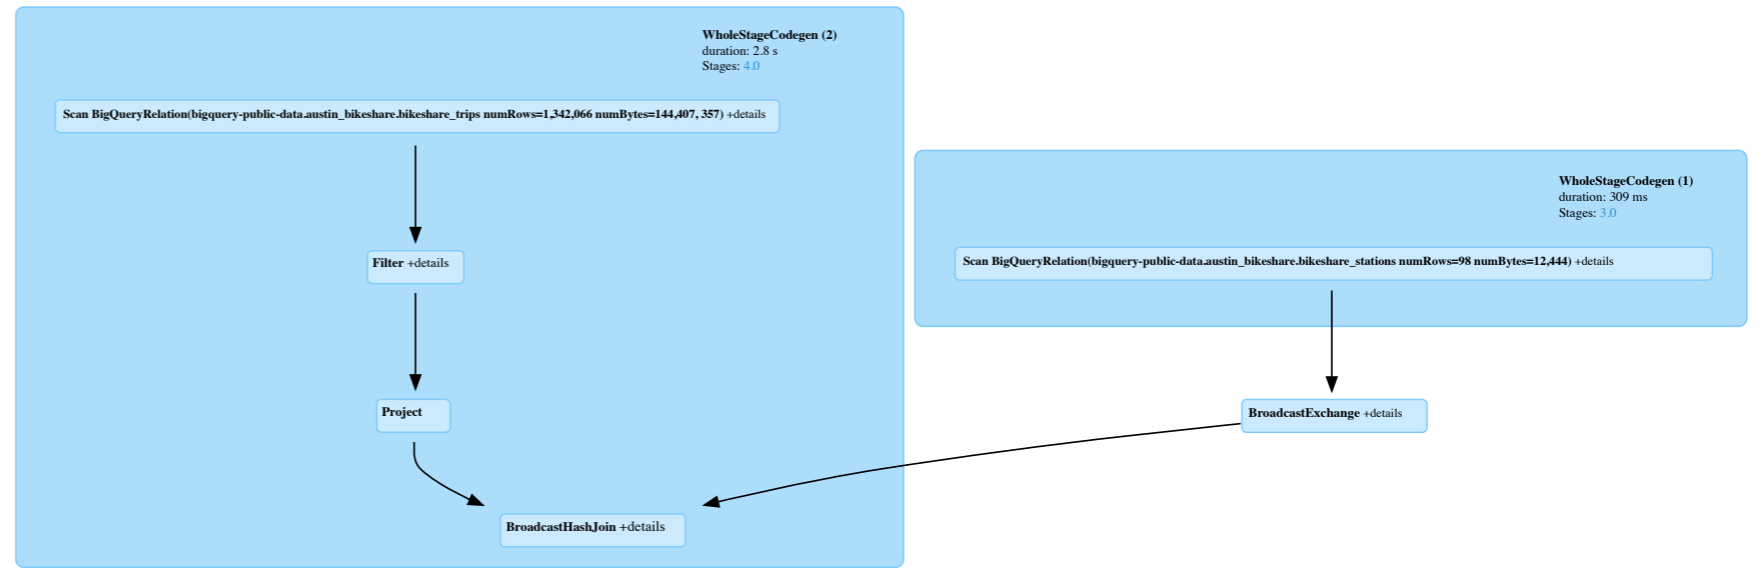 WholeStageCodegen (2)
duration: 2.8 s
Stages: 4.0
Scan BigQueryRelation(bigquery-public-data.austin_bikeshare.bikeshare_trips numRows=1,342,066 numBytes=144,407, 357) +details
Filter +details
Project
BroadcastHashJoin +details
WholeStageCodegen (1)
duration: 309 ms
Stages: 3.0
Scan BigQueryRelation(bigquery-public-data.austin_bikeshare.bikeshare_stations numRows=98 numBytes=12,444) +details
BroadcastExchange +details